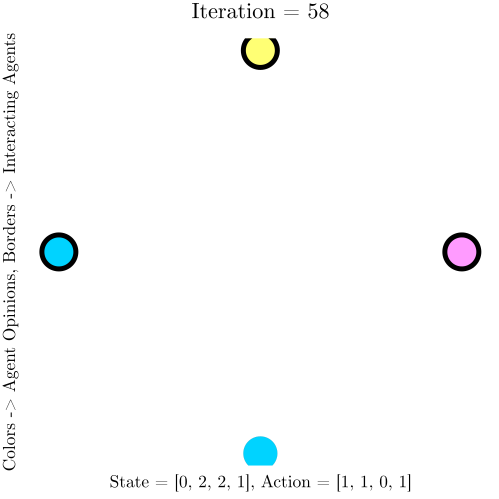 Iteration = 58
Colors -> Agent Opinions, Borders -> Interacting Agents
State = [0, 2, 2, 1], Action = [1, 1, 0, 1]